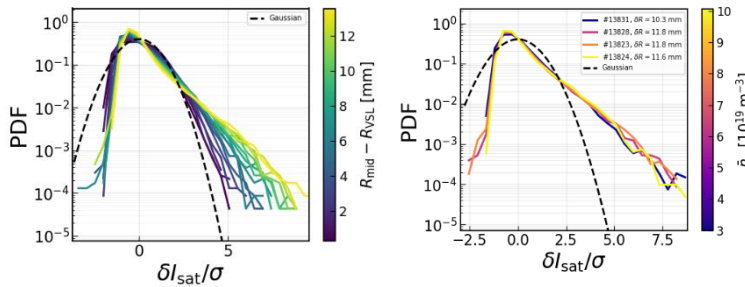 Gaussian
10^0
10^-1
10^-2
10^-3
10^-4
10^-5
PDF
0
5
δI_sat/σ
12
10
8
6
4
2
R_mid − R_VSL [mm]
#13831, δR = 10.3 mm
#13828, δR = 11.8 mm
#13823, δR = 11.8 mm
#13824, δR = 11.6 mm
Gaussian
10^0
10^-1
10^-2
10^-3
10^-4
10^-5
PDF
−2.5
0.0
2.5
5.0
7.5
δI_sat/σ
10
9
8
7
6
5
4
3
[10^19 m^-3]